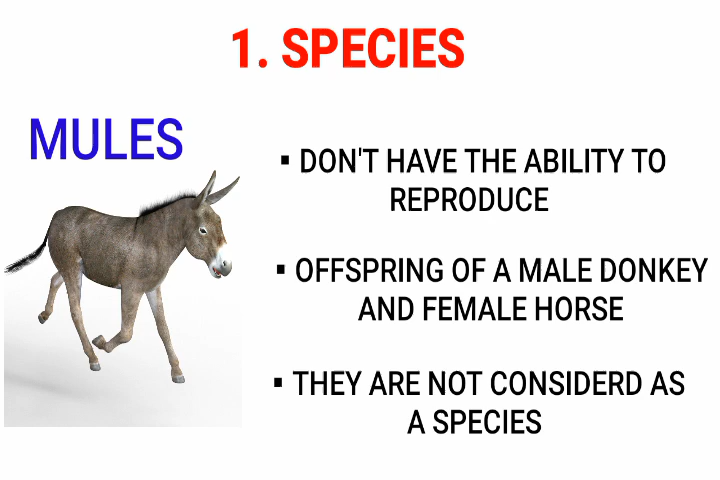 1. SPECIES
MULES
▪ DON'T HAVE THE ABILITY TO
REPRODUCE
▪ OFFSPRING OF A MALE DONKEY
AND FEMALE HORSE
▪ THEY ARE NOT CONSIDERD AS
A SPECIES